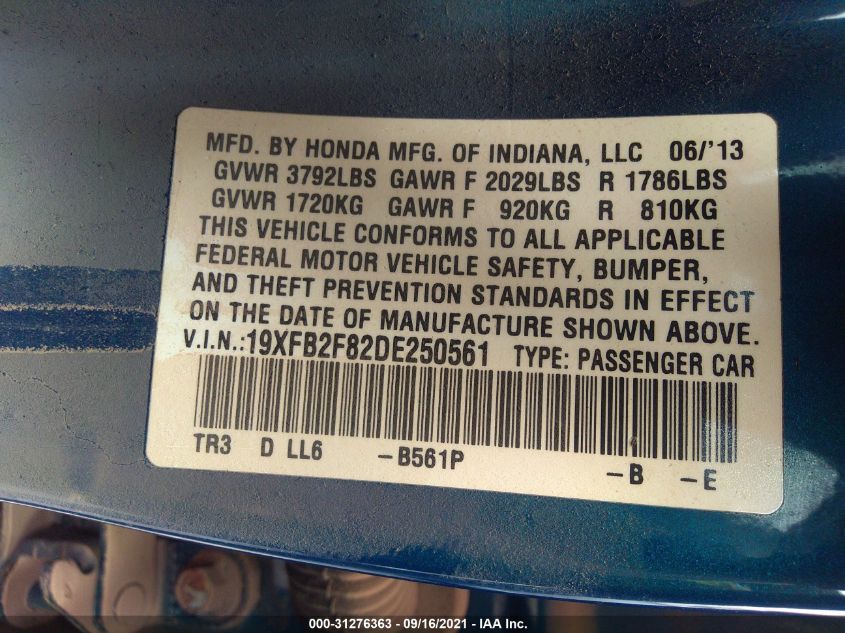 MFD. BY HONDA MFG. OF INDIANA, LLC 06/'13
GVWR 3792LBS GAWR F 2029LBS R 1786LBS
GVWR 1720KG GAWR F 920KG R 810KG
THIS VEHICLE CONFORMS TO ALL APPLICABLE
FEDERAL MOTOR VEHICLE SAFETY, BUMPER,
AND THEFT PREVENTION STANDARDS IN EFFECT
ON THE DATE OF MANUFACTURE SHOWN ABOVE.
V.I.N.:19XFB2F82DE250561 TYPE: PASSENGER CAR
TR3 D LL6 -B561P -B -E
000-31276363 - 09/16/2021 - IAA Inc.